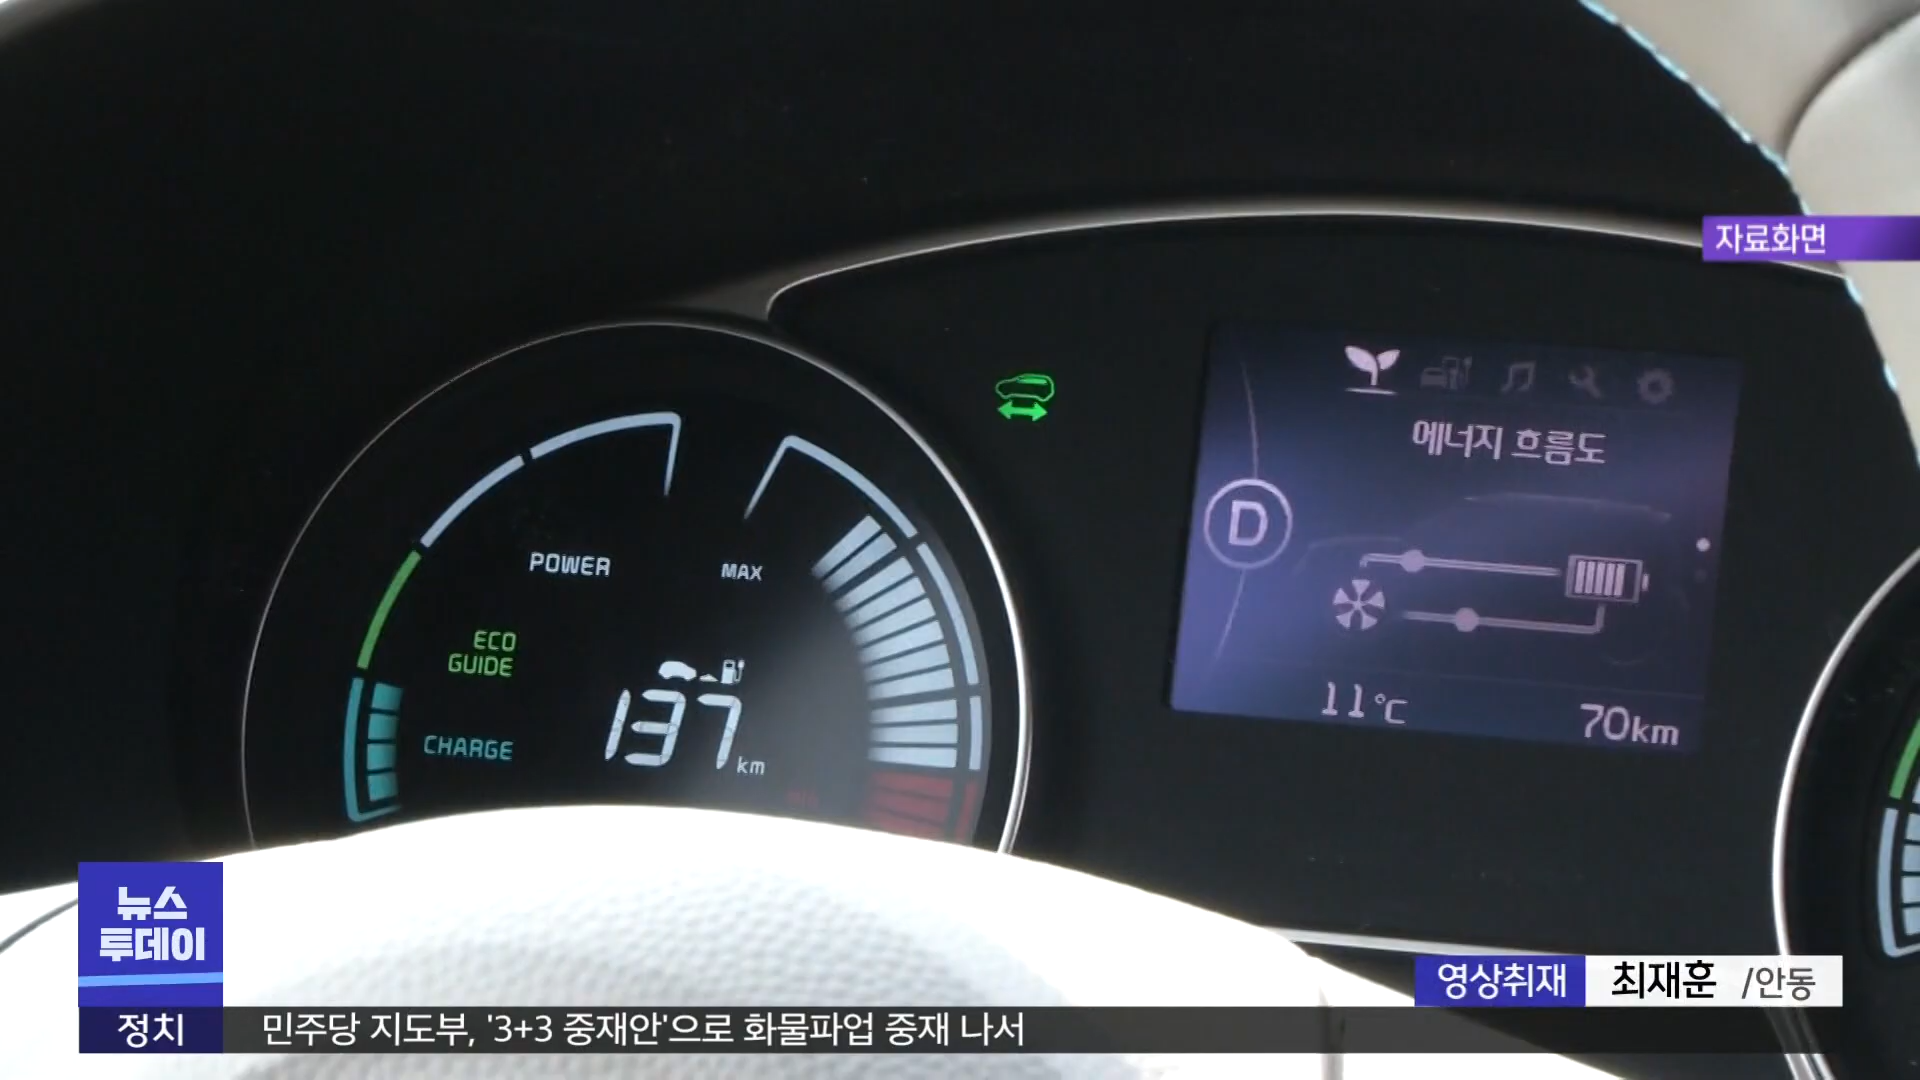 자료화면
에너지 흐름도
D
POWER
MAX
ECO
GUIDE
137 km
CHARGE
11°C
70km
뉴스
투데이
영상취재 최재훈 /안동
정치 민주당 지도부, '3+3 중재안'으로 화물파업 중재 나서